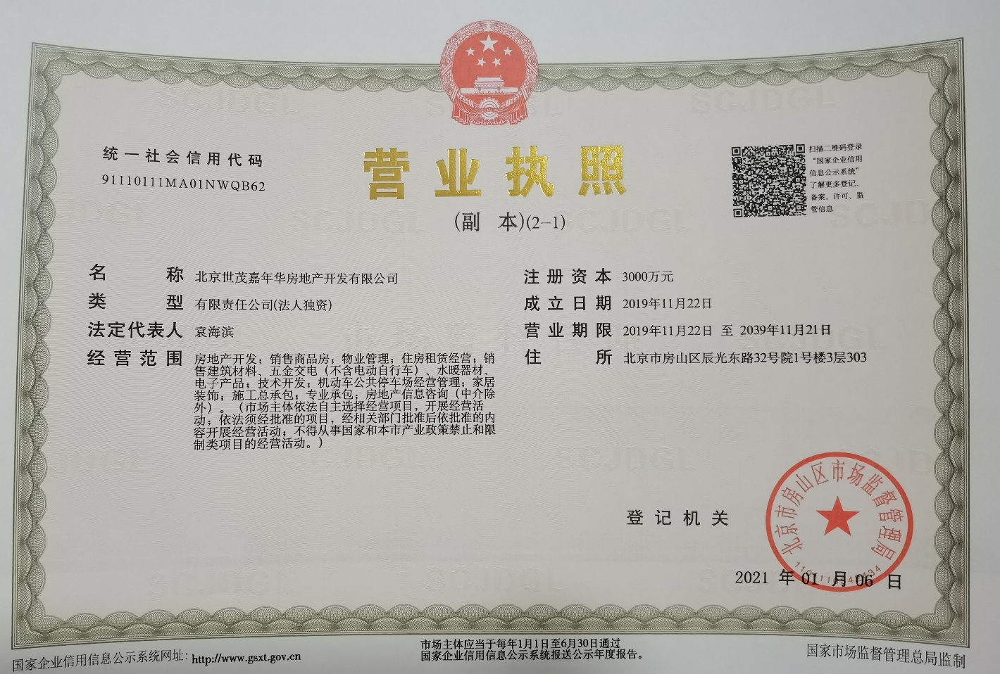 统一社会信用代码
91110111MA01NWQB62
营业执照
(副 本)(2-1)
扫描二维码登录
“国家企业信用
信息公示系统”
了解更多登记、
备案、许可、监
管信息
名称 北京世茂嘉年华房地产开发有限公司
类型 有限责任公司(法人独资)
法定代表人 袁海滨
经营范围 房地产开发；销售商品房；物业管理；住房租赁经营；销
售建筑材料、五金交电（不含电动自行车）、水暖器材、
电子产品；技术开发；机动车公共停车场经营管理；家居
装饰；施工总承包；专业承包；房地产信息咨询（中介除
外）。（市场主体依法自主选择经营项目，开展经营活
动；依法须经批准的项目，经相关部门批准后依批准的内
容开展经营活动；不得从事国家和本市产业政策禁止和限
制类项目的经营活动。）
注册资本 3000万元
成立日期 2019年11月22日
营业期限 2019年11月22日 至 2039年11月21日
住所 北京市房山区辰光东路32号院1号楼3层303
登记机关
北京市房山区市场监督管理局
2021 年 01 月 06 日
国家企业信用信息公示系统网址：http://www.gsxt.gov.cn
市场主体应当于每年1月1日至6月30日通过
国家企业信用信息公示系统报送公示年度报告。
国家市场监督管理总局监制
SCJDGL